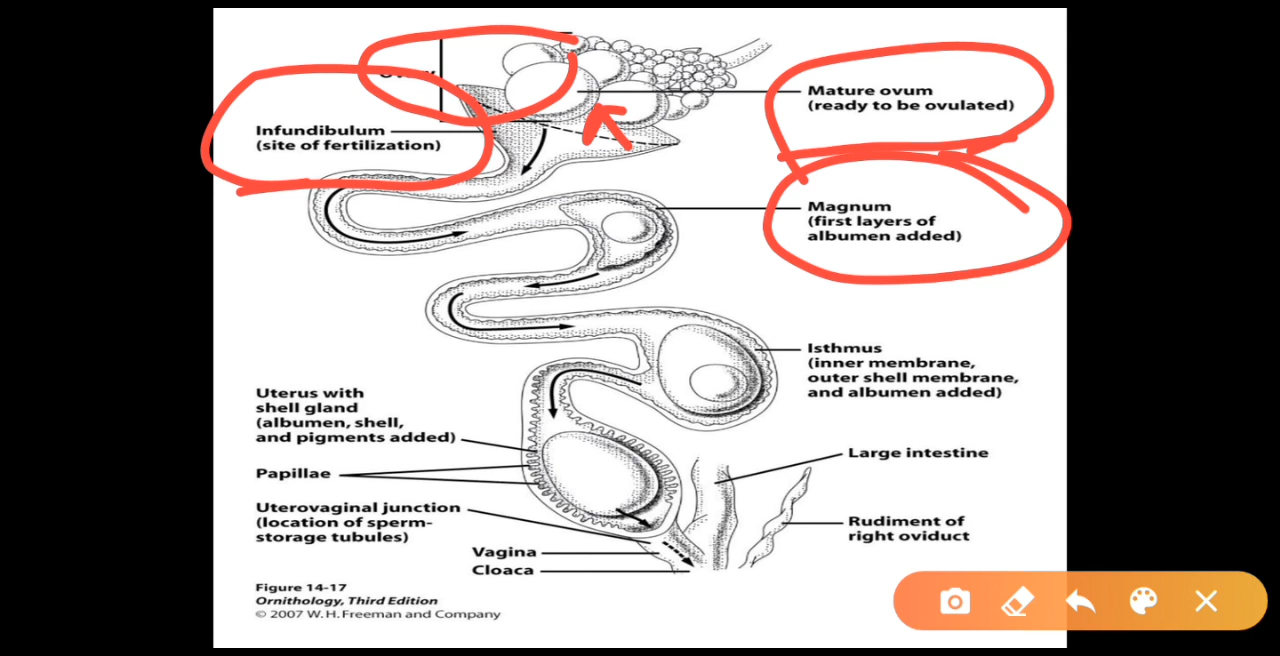 Mature ovum
(ready to be ovulated)
Infundibulum
(site of fertilization)
Magnum
(first layers of
albumen added)
Isthmus
(inner membrane,
outer shell membrane,
and albumen added)
Uterus with
shell gland
(albumen, shell,
and pigments added)
Papillae
Uterovaginal junction
(location of sperm-
storage tubules)
Vagina
Cloaca
Large intestine
Rudiment of
right oviduct
Figure 14-17
Ornithology, Third Edition
© 2007 W. H. Freeman and Company